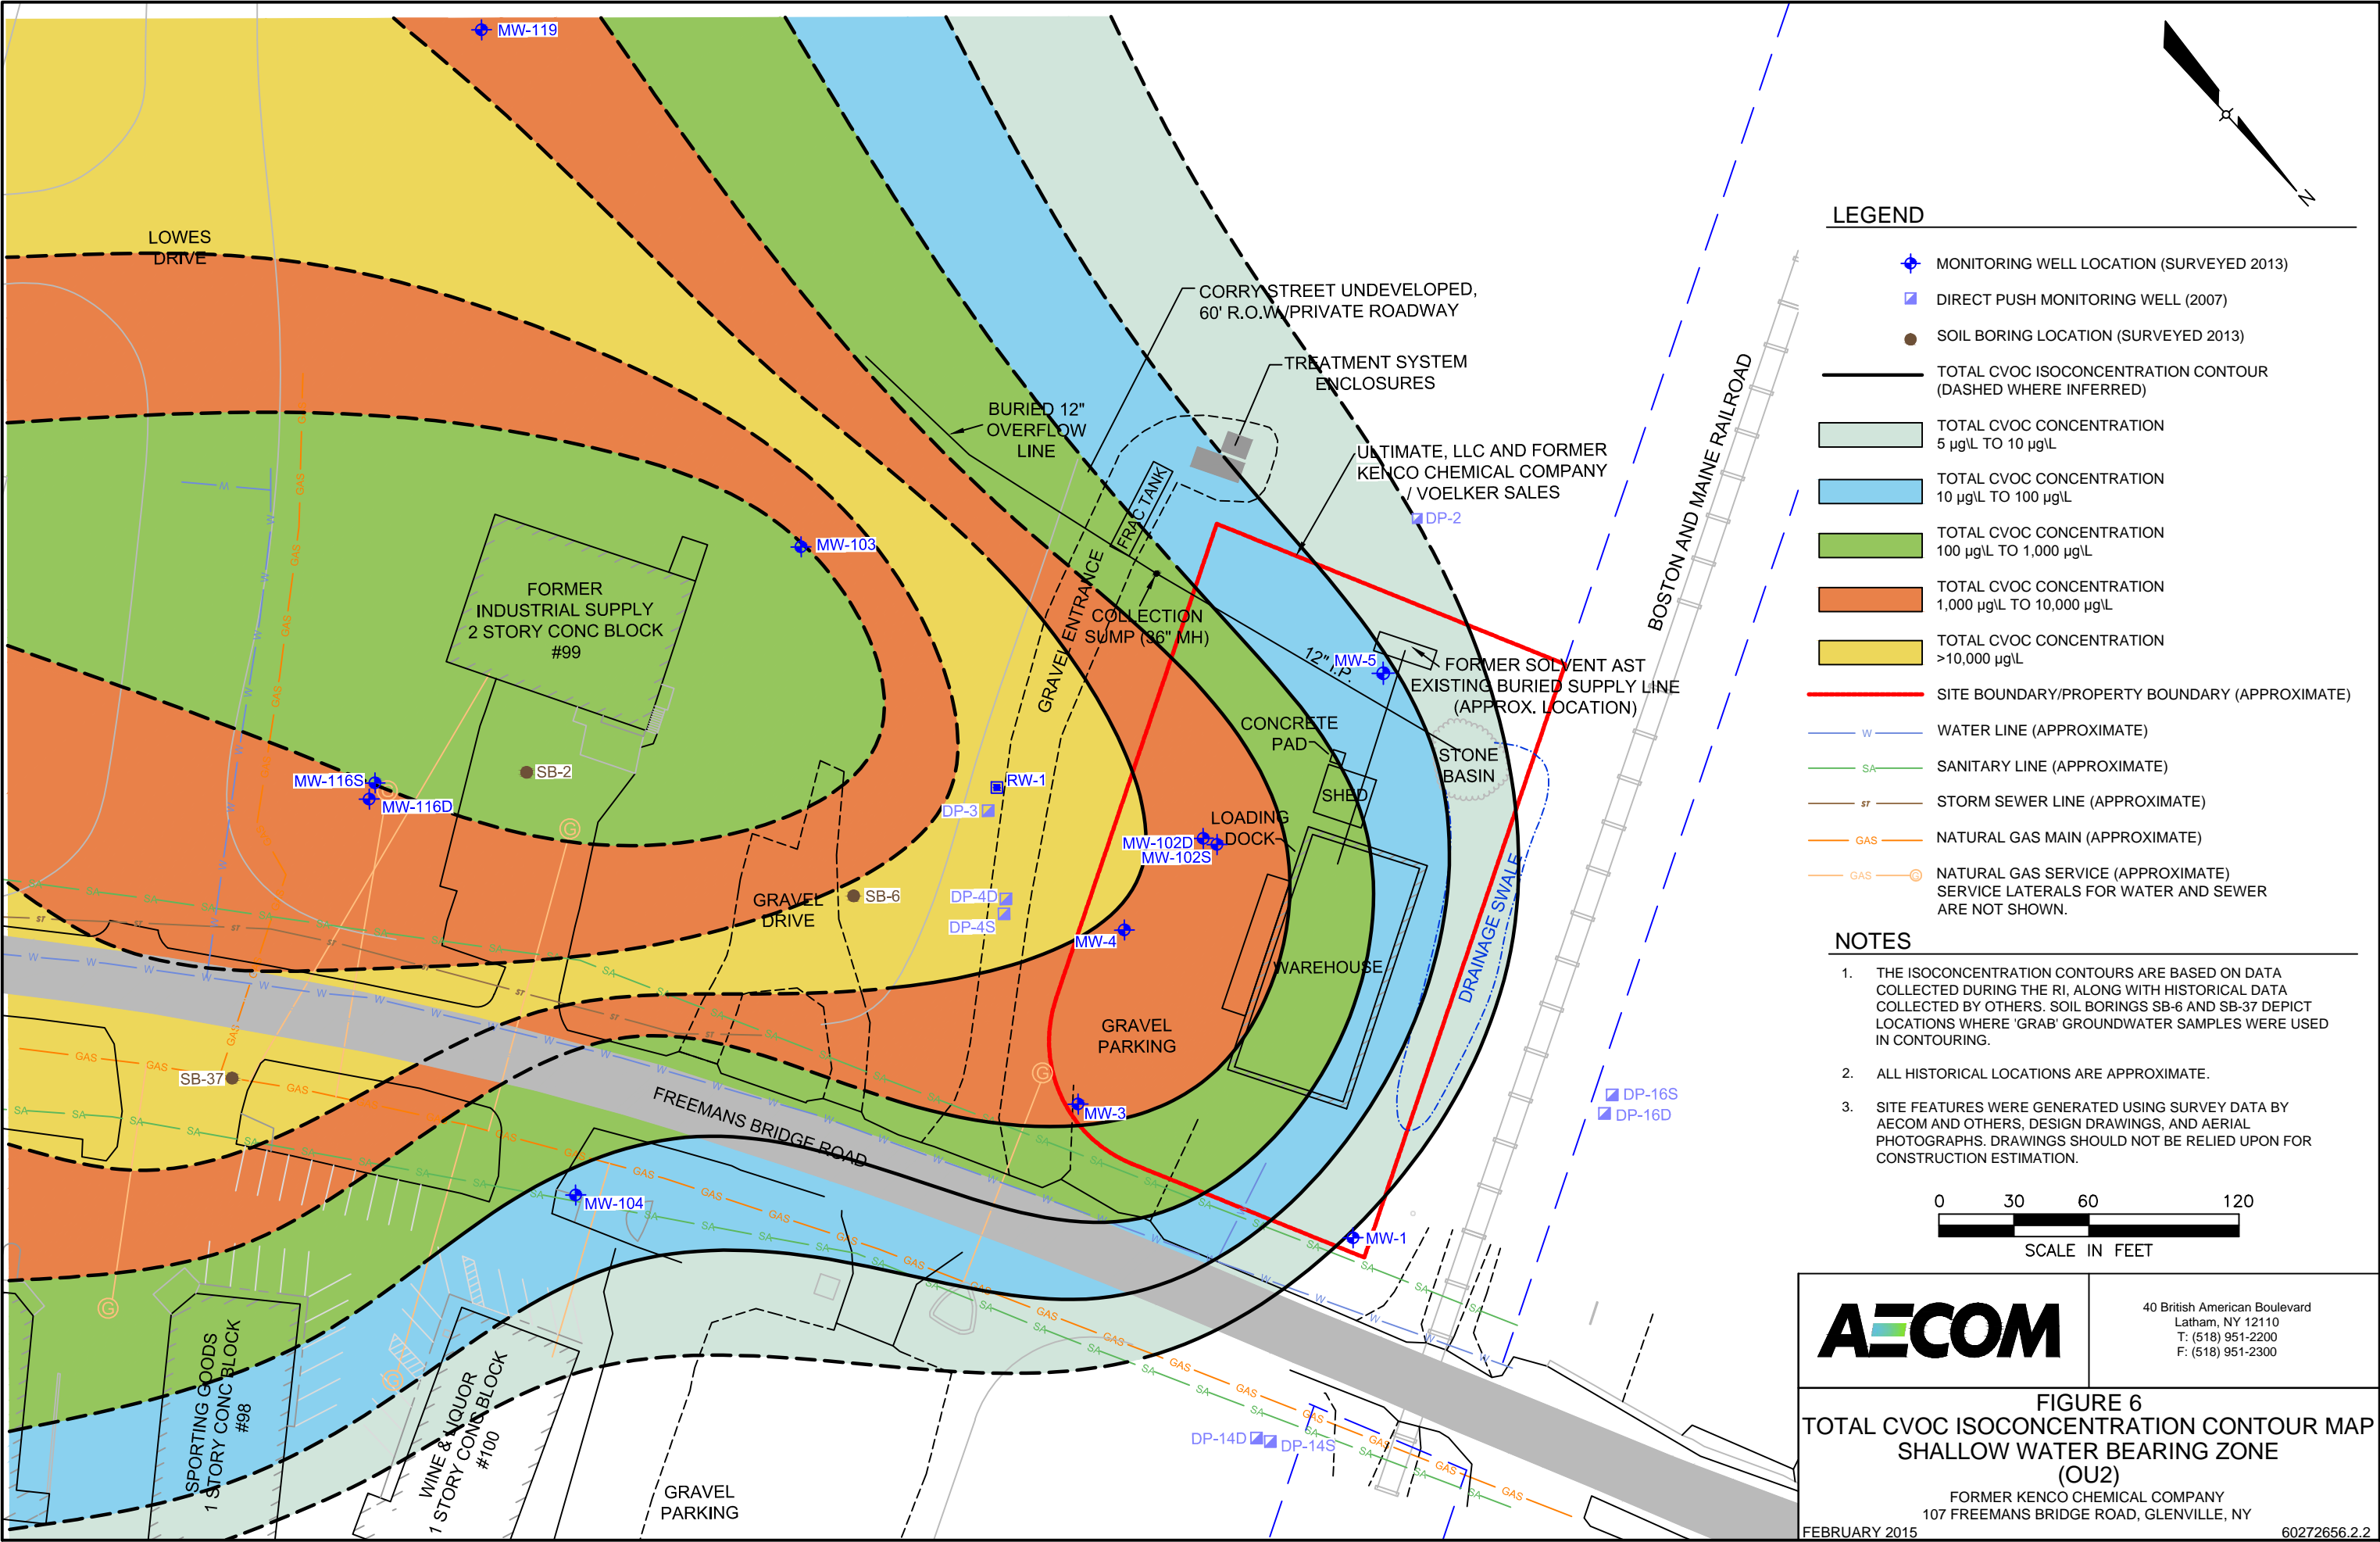 MW-119
LOWES
DRIVE
CORRY STREET UNDEVELOPED,
60' R.O.W./PRIVATE ROADWAY
TREATMENT SYSTEM
ENCLOSURES
BURIED 12"
OVERFLOW
LINE
FRAC TANK
ULTIMATE, LLC AND FORMER
KENCO CHEMICAL COMPANY
/ VOELKER SALES
DP-2
BOSTON AND MAINE RAILROAD
MW-103
FORMER
INDUSTRIAL SUPPLY
2 STORY CONC BLOCK
#99
GRAVEL ENTRANCE
COLLECTION
SUMP (36" MH)
12" I.P.
MW-5
FORMER SOLVENT AST
EXISTING BURIED SUPPLY LINE
(APPROX. LOCATION)
CONCRETE
PAD
STONE
BASIN
SHED
MW-116S
MW-116D
SB-2
RW-1
DP-3
LOADING
DOCK
MW-102D
MW-102S
SB-6
GRAVEL
DRIVE
DP-4D
DP-4S
MW-4
WAREHOUSE
DRAINAGE SWALE
GRAVEL
PARKING
SB-37
MW-3
FREEMANS BRIDGE ROAD
DP-16S
DP-16D
MW-104
MW-1
SPORTING GOODS
1 STORY CONC BLOCK
#98
WINE & LIQUOR
1 STORY CONC BLOCK
#100
GRAVEL
PARKING
DP-14D
DP-14S
N
LEGEND
MONITORING WELL LOCATION (SURVEYED 2013)
DIRECT PUSH MONITORING WELL (2007)
SOIL BORING LOCATION (SURVEYED 2013)
TOTAL CVOC ISOCONCENTRATION CONTOUR
(DASHED WHERE INFERRED)
TOTAL CVOC CONCENTRATION
5 µg\L TO 10 µg\L
TOTAL CVOC CONCENTRATION
10 µg\L TO 100 µg\L
TOTAL CVOC CONCENTRATION
100 µg\L TO 1,000 µg\L
TOTAL CVOC CONCENTRATION
1,000 µg\L TO 10,000 µg\L
TOTAL CVOC CONCENTRATION
>10,000 µg\L
SITE BOUNDARY/PROPERTY BOUNDARY (APPROXIMATE)
W WATER LINE (APPROXIMATE)
SA SANITARY LINE (APPROXIMATE)
ST STORM SEWER LINE (APPROXIMATE)
GAS NATURAL GAS MAIN (APPROXIMATE)
GAS G NATURAL GAS SERVICE (APPROXIMATE)
SERVICE LATERALS FOR WATER AND SEWER
ARE NOT SHOWN.
NOTES
1. THE ISOCONCENTRATION CONTOURS ARE BASED ON DATA
COLLECTED DURING THE RI, ALONG WITH HISTORICAL DATA
COLLECTED BY OTHERS. SOIL BORINGS SB-6 AND SB-37 DEPICT
LOCATIONS WHERE 'GRAB' GROUNDWATER SAMPLES WERE USED
IN CONTOURING.
2. ALL HISTORICAL LOCATIONS ARE APPROXIMATE.
3. SITE FEATURES WERE GENERATED USING SURVEY DATA BY
AECOM AND OTHERS, DESIGN DRAWINGS, AND AERIAL
PHOTOGRAPHS. DRAWINGS SHOULD NOT BE RELIED UPON FOR
CONSTRUCTION ESTIMATION.
0 30 60 120
SCALE IN FEET
AECOM
40 British American Boulevard
Latham, NY 12110
T: (518) 951-2200
F: (518) 951-2300
FIGURE 6
TOTAL CVOC ISOCONCENTRATION CONTOUR MAP
SHALLOW WATER BEARING ZONE
(OU2)
FORMER KENCO CHEMICAL COMPANY
107 FREEMANS BRIDGE ROAD, GLENVILLE, NY
FEBRUARY 2015 60272656.2.2